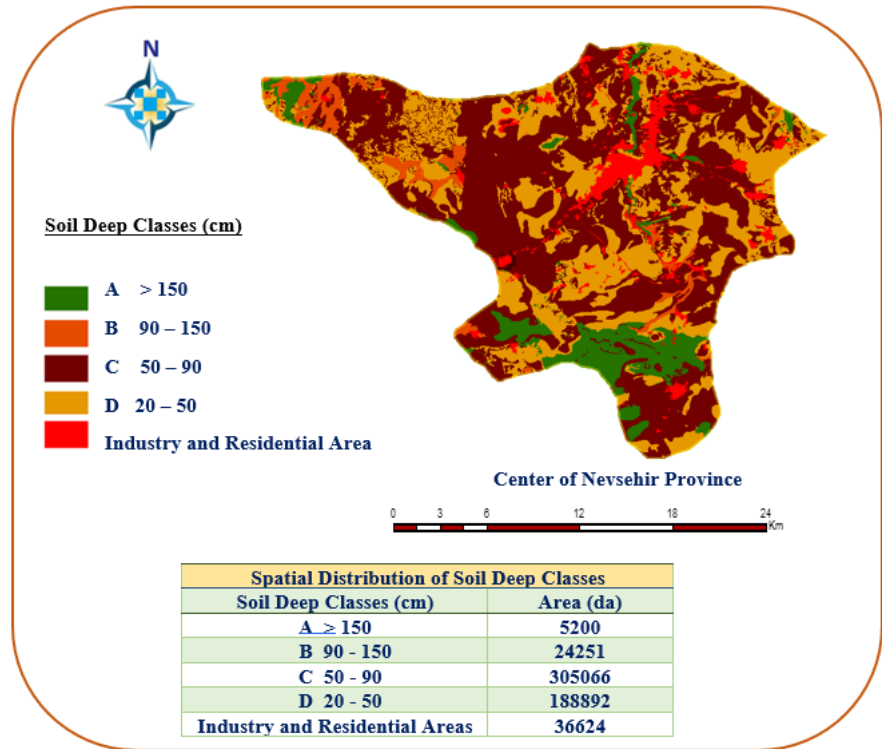 N
Soil Deep Classes (cm)
A > 150
B 90 – 150
C 50 – 90
D 20 – 50
Industry and Residential Area
Center of Nevsehir Province
0 3 6 12 18 24
Km
Spatial Distribution of Soil Deep Classes
Soil Deep Classes (cm) Area (da)
A ≥ 150 5200
B 90 - 150 24251
C 50 - 90 305066
D 20 - 50 188892
Industry and Residential Areas 36624